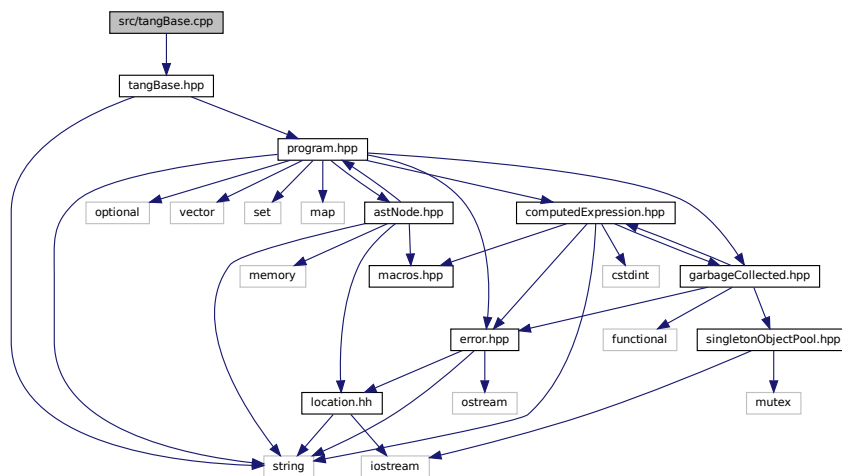 src/tangBase.cpp
tangBase.hpp
program.hpp
optional
vector
set
map
astNode.hpp
computedExpression.hpp
memory
macros.hpp
cstdint
garbageCollected.hpp
error.hpp
functional
singletonObjectPool.hpp
location.hh
ostream
mutex
string
iostream